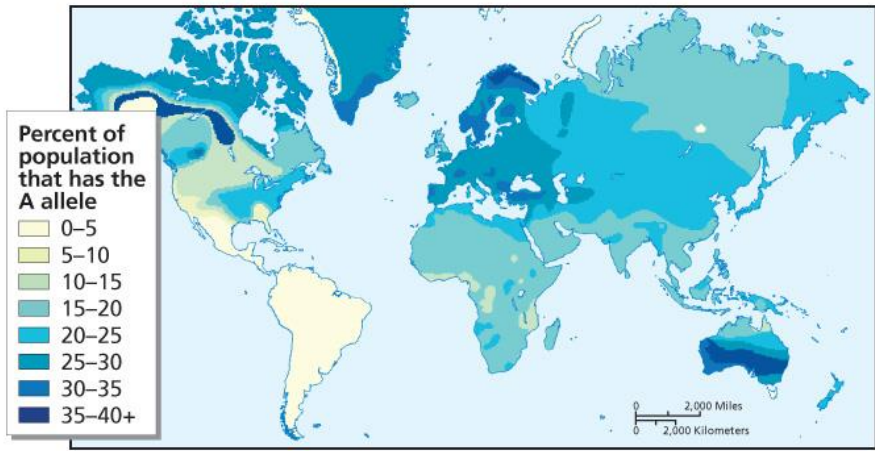 Percent of
population
that has the
A allele
0–5
5–10
10–15
15–20
20–25
25–30
30–35
35–40+
0 2,000 Miles
0 2,000 Kilometers